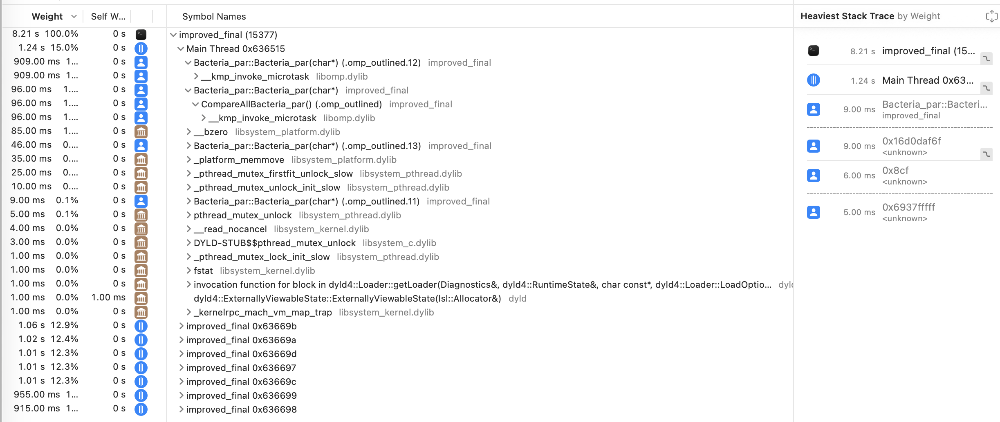 Weight Self W... Symbol Names Heaviest Stack Trace by Weight
8.21 s 100.0% 0 s improved_final (15377)
1.24 s 15.0% 0 s Main Thread 0x636515
909.00 ms 1... 0 s Bacteria_par::Bacteria_par(char*) (.omp_outlined.12) improved_final
909.00 ms 1... 0 s __kmp_invoke_microtask libomp.dylib
96.00 ms 1.... 0 s Bacteria_par::Bacteria_par(char*) improved_final
96.00 ms 1.... 0 s CompareAllBacteria_par() (.omp_outlined) improved_final
96.00 ms 1.... 0 s __kmp_invoke_microtask libomp.dylib
85.00 ms 1.... 0 s __bzero libsystem_platform.dylib
46.00 ms 0.... 0 s Bacteria_par::Bacteria_par(char*) (.omp_outlined.13) improved_final
35.00 ms 0.... 0 s _platform_memmove libsystem_platform.dylib
25.00 ms 0.... 0 s _pthread_mutex_firstfit_unlock_slow libsystem_pthread.dylib
10.00 ms 0.... 0 s _pthread_mutex_unlock_init_slow libsystem_pthread.dylib
9.00 ms 0.1% 0 s Bacteria_par::Bacteria_par(char*) (.omp_outlined.11) improved_final
5.00 ms 0.1% 0 s pthread_mutex_unlock libsystem_pthread.dylib
4.00 ms 0.0% 0 s __read_nocancel libsystem_kernel.dylib
3.00 ms 0.0% 0 s DYLD-STUB$$pthread_mutex_unlock libsystem_c.dylib
1.00 ms 0.0% 0 s _pthread_mutex_lock_init_slow libsystem_pthread.dylib
1.00 ms 0.0% 0 s fstat libsystem_kernel.dylib
1.00 ms 0.0% 0 s invocation function for block in dyld4::Loader::getLoader(Diagnostics&, dyld4::RuntimeState&, char const*, dyld4::Loader::LoadOptio... dyld
1.00 ms 0.0% 1.00 ms dyld4::ExternallyViewableState::ExternallyViewableState(lsl::Allocator&) dyld
1.00 ms 0.0% 0 s _kernelrpc_mach_vm_map_trap libsystem_kernel.dylib
1.06 s 12.9% 0 s improved_final 0x63669b
1.02 s 12.4% 0 s improved_final 0x63669a
1.01 s 12.3% 0 s improved_final 0x63669d
1.01 s 12.3% 0 s improved_final 0x636697
1.01 s 12.3% 0 s improved_final 0x63669c
955.00 ms 1... 0 s improved_final 0x636699
915.00 ms 1... 0 s improved_final 0x636698
8.21 s improved_final (15...
1.24 s Main Thread 0x63...
9.00 ms Bacteria_par::Bacteri...
improved_final
9.00 ms 0x16d0daf6f
<unknown>
6.00 ms 0x8cf
<unknown>
5.00 ms 0x6937fffff
<unknown>